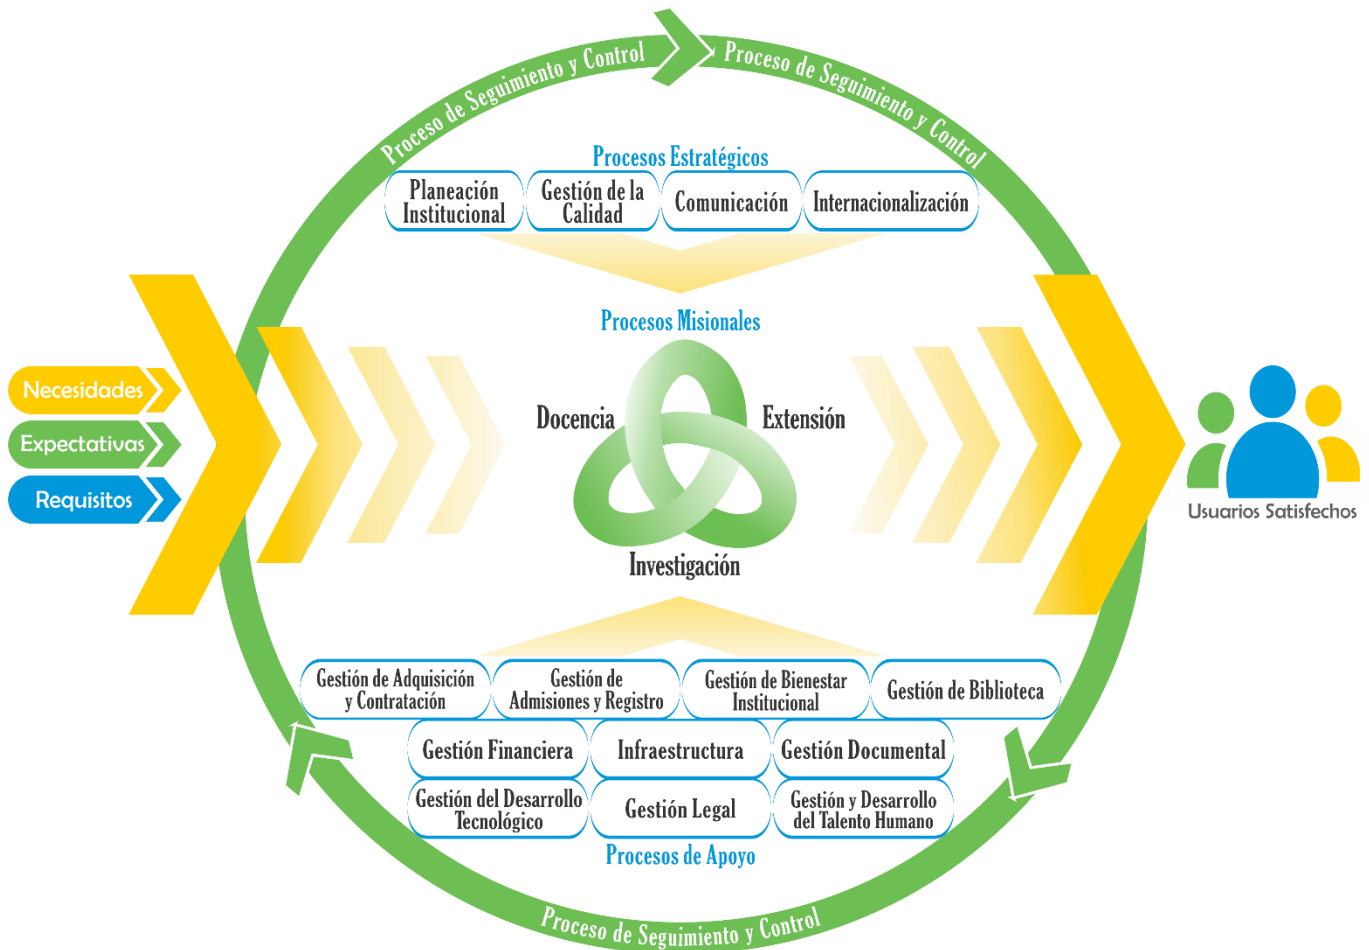 Proceso de Seguimiento y Control
Proceso de Seguimiento y Control
Procesos Estratégicos
Planeación
Institucional
Gestión de la
Calidad
Comunicación
Internacionalización
Procesos Misionales
Necesidades
Expectativas
Requisitos
Docencia
Extensión
Investigación
Usuarios Satisfechos
Gestión de Adquisición
y Contratación
Gestión de
Admisiones y Registro
Gestión de Bienestar
Institucional
Gestión de Biblioteca
Gestión Financiera
Infraestructura
Gestión Documental
Gestión del Desarrollo
Tecnológico
Gestión Legal
Gestión y Desarrollo
del Talento Humano
Procesos de Apoyo
Proceso de Seguimiento y Control